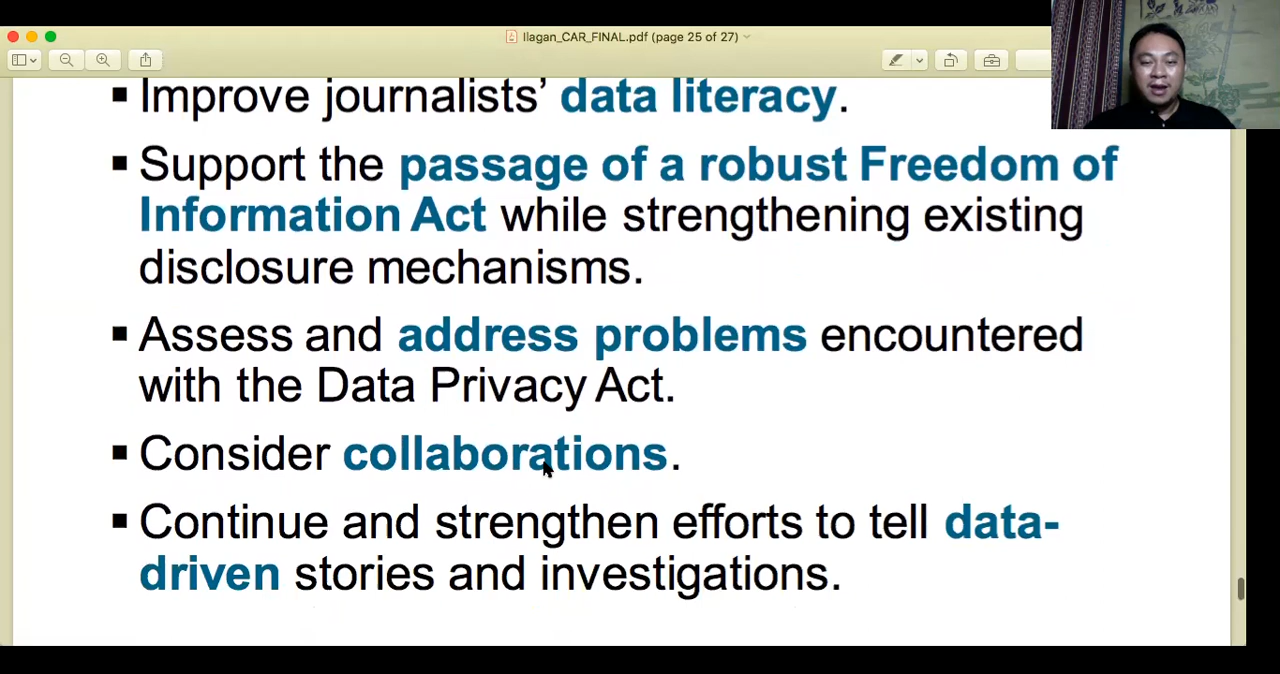 Ilagan_CAR_FINAL.pdf (page 25 of 27)
▪ Improve journalists’ data literacy.
▪ Support the passage of a robust Freedom of
Information Act while strengthening existing
disclosure mechanisms.
▪ Assess and address problems encountered
with the Data Privacy Act.
▪ Consider collaborations.
▪ Continue and strengthen efforts to tell data-
driven stories and investigations.